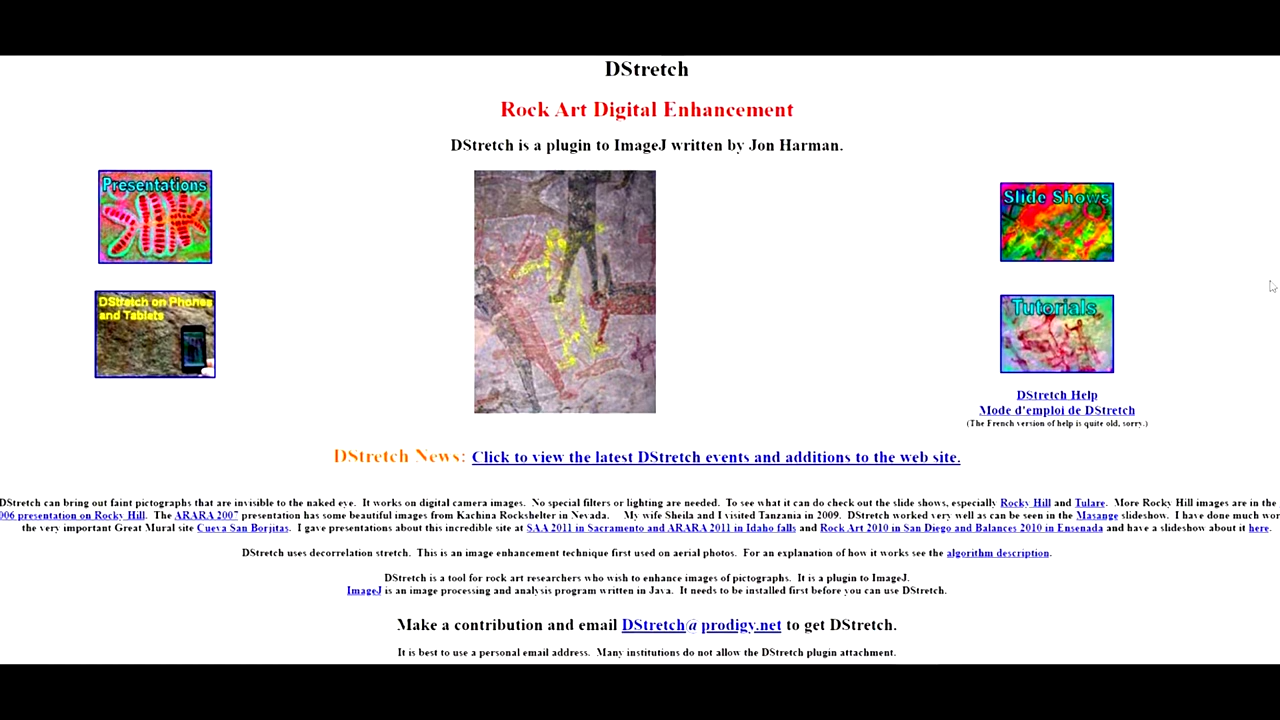 DStretch
Rock Art Digital Enhancement
DStretch is a plugin to ImageJ written by Jon Harman.
Presentations
DStretch on Phones
and Tablets
Slide Shows
Tutorials
DStretch Help
Mode d'emploi de DStretch
(The French version of help is quite old, sorry.)
DStretch News: Click to view the latest DStretch events and additions to the web site.
DStretch can bring out faint pictographs that are invisible to the naked eye. It works on digital camera images. No special filters or lighting are needed. To see what it can do check out the slide shows, especially Rocky Hill and Tulare. More Rocky Hill images are in the
006 presentation on Rocky Hill. The ARARA 2007 presentation has some beautiful images from Kachina Rockshelter in Nevada. My wife Sheila and I visited Tanzania in 2009. DStretch worked very well as can be seen in the Masange slideshow. I have done much wor
the very important Great Mural site Cueva San Borjitas. I gave presentations about this incredible site at SAA 2011 in Sacramento and ARARA 2011 in Idaho falls and Rock Art 2010 in San Diego and Balances 2010 in Ensenada and have a slideshow about it here.
DStretch uses decorrelation stretch. This is an image enhancement technique first used on aerial photos. For an explanation of how it works see the algorithm description.
DStretch is a tool for rock art researchers who wish to enhance images of pictographs. It is a plugin to ImageJ.
ImageJ is an image processing and analysis program written in Java. It needs to be installed first before you can use DStretch.
Make a contribution and email DStretch@prodigy.net to get DStretch.
It is best to use a personal email address. Many institutions do not allow the DStretch plugin attachment.